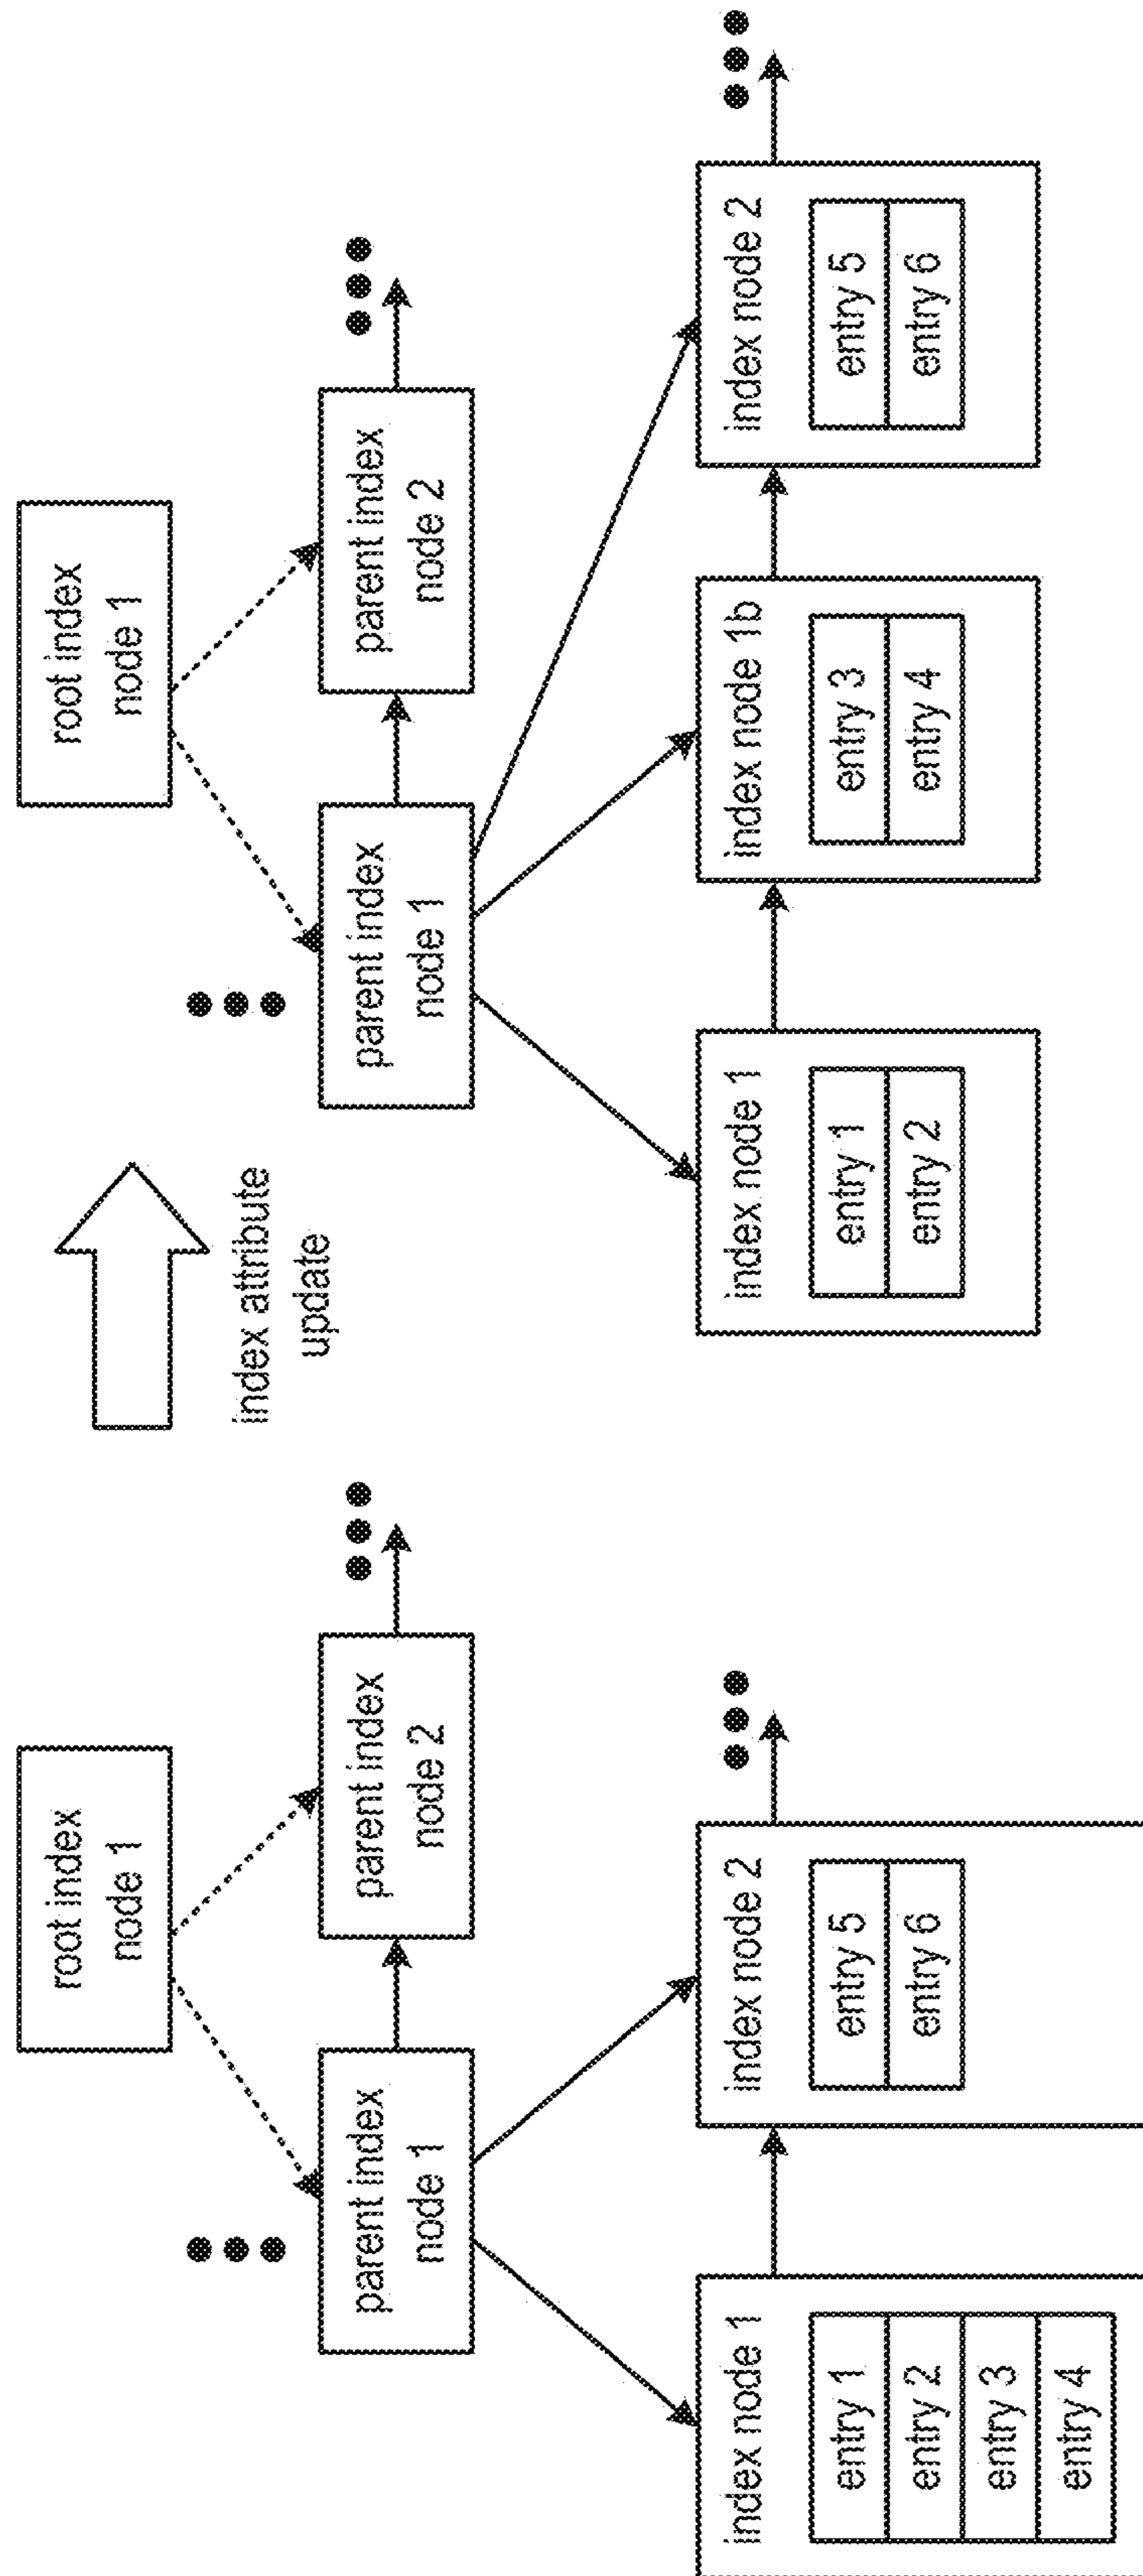 root index
node 1
parent index
node 1
parent index
node 2
index node 1
entry 1
entry 2
entry 3
entry 4
index node 2
entry 5
entry 6
index attribute
update
root index
node 1
parent index
node 1
parent index
node 2
index node 1
entry 1
entry 2
index node 1b
entry 3
entry 4
index node 2
entry 5
entry 6